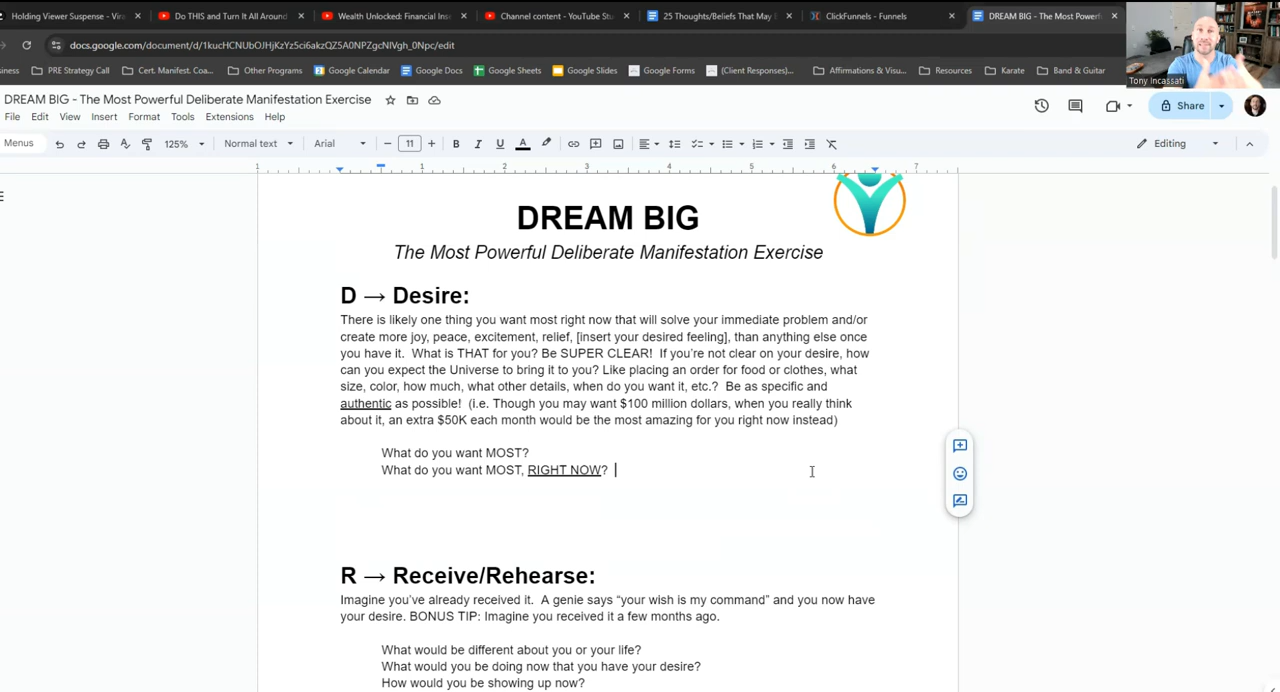 Holding Viewer Suspense - Vira
Do THIS and Turn It All Around
Wealth Unlocked: Financial Ins
Channel content - YouTube Stu
25 Thoughts/Beliefs That May I
ClickFunnels - Funnels
DREAM BIG - The Most Powerf
docs.google.com/document/d/1kucHCNUbOJHjKzYz5ci6akzQZ5A0NPZgcNIVgh_0Npc/edit
siness
PRE Strategy Call
Cert. Manifest. Coa...
Other Programs
Google Calendar
Google Docs
Google Sheets
Google Slides
Google Forms
(Client Responses)...
Affirmations & Visu...
Resources
Karate
Band & Guitar
Tony Incassati
DREAM BIG - The Most Powerful Deliberate Manifestation Exercise
Share
File Edit View Insert Format Tools Extensions Help
Menus 125% Normal text Arial 11 Editing
1 1 2 3 4 5 6 7
DREAM BIG
The Most Powerful Deliberate Manifestation Exercise
D → Desire:
There is likely one thing you want most right now that will solve your immediate problem and/or
create more joy, peace, excitement, relief, [insert your desired feeling], than anything else once
you have it. What is THAT for you? Be SUPER CLEAR! If you're not clear on your desire, how
can you expect the Universe to bring it to you? Like placing an order for food or clothes, what
size, color, how much, what other details, when do you want it, etc.? Be as specific and
authentic as possible! (i.e. Though you may want $100 million dollars, when you really think
about it, an extra $50K each month would be the most amazing for you right now instead)
What do you want MOST?
What do you want MOST, RIGHT NOW?
R → Receive/Rehearse:
Imagine you've already received it. A genie says “your wish is my command” and you now have
your desire. BONUS TIP: Imagine you received it a few months ago.
What would be different about you or your life?
What would you be doing now that you have your desire?
How would you be showing up now?